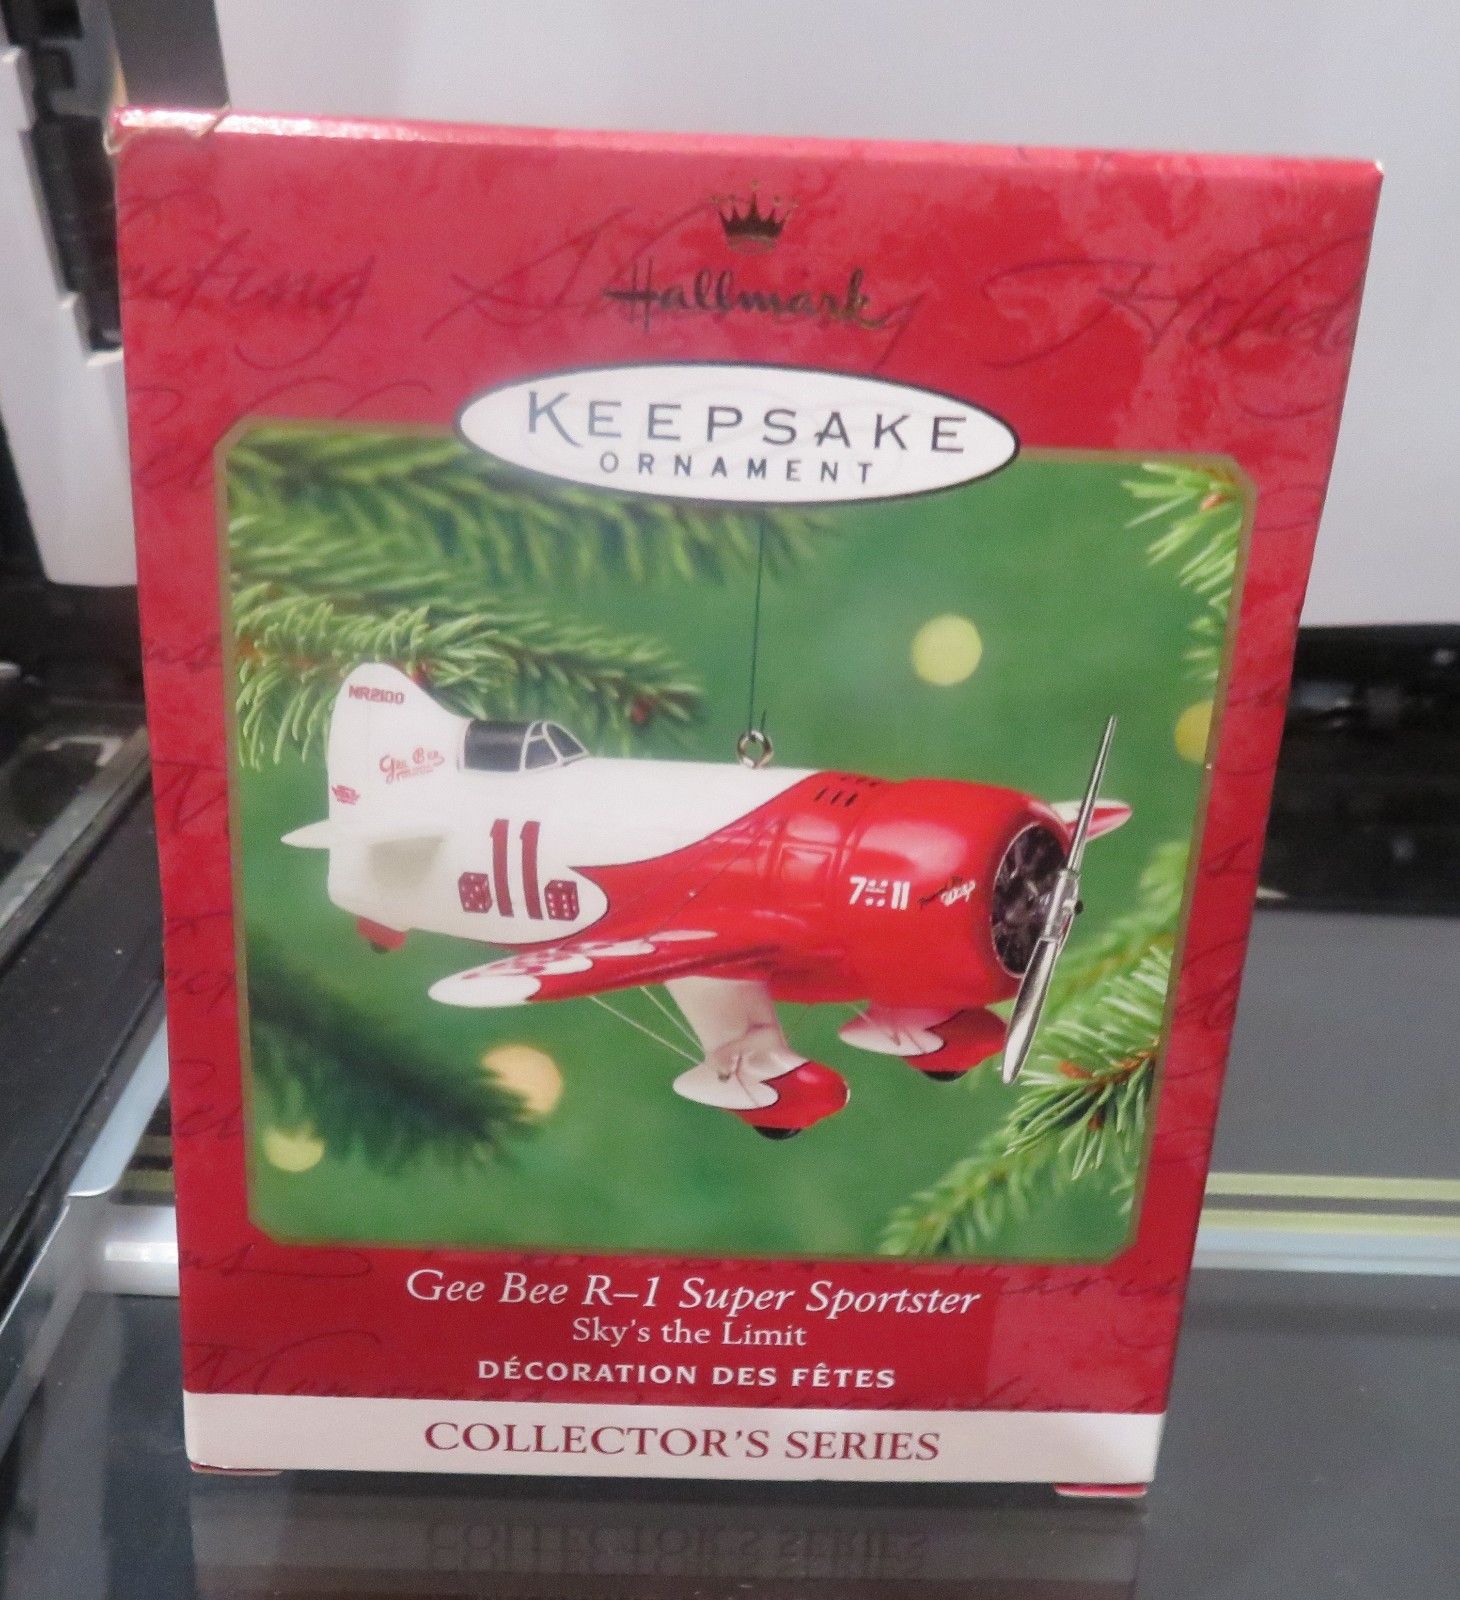 Hallmark
KEEPSAKE
ORNAMENT
NR2100
Gee Bee
11
7 11
Gee Bee R-1 Super Sportster
Sky's the Limit
DÉCORATION DES FÊTES
COLLECTOR'S SERIES